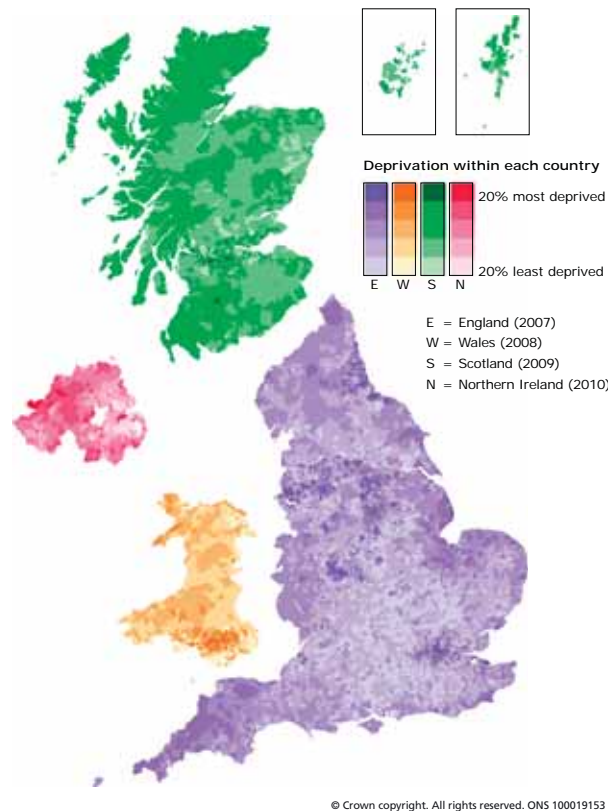 Deprivation within each country
20% most deprived
20% least deprived
E W S N
E = England (2007)
W = Wales (2008)
S = Scotland (2009)
N = Northern Ireland (2010)
© Crown copyright. All rights reserved. ONS 100019153